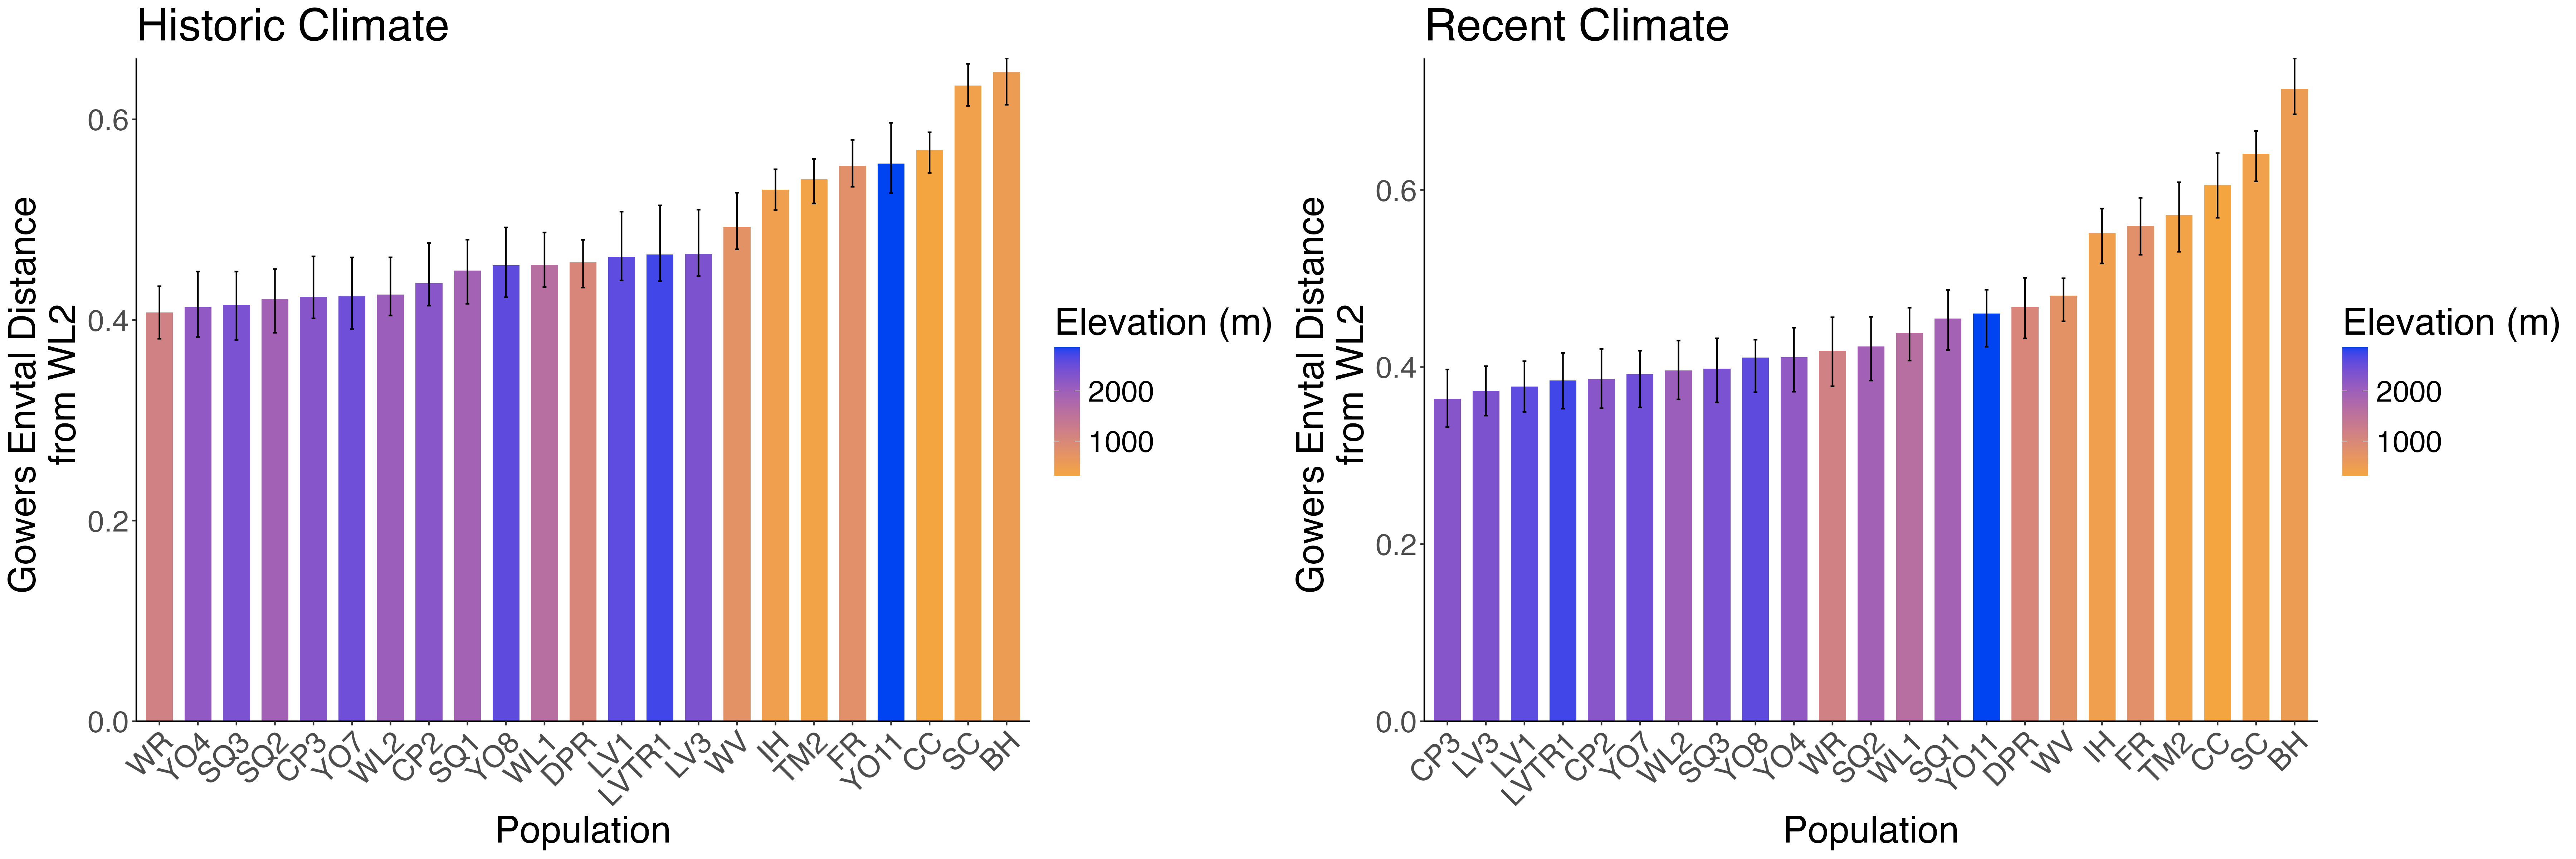 Historic Climate
Gowers Envtal Distance
from WL2
0.6
0.4
0.2
0.0
WR YO4 SQ3 SQ2 CP3 YO7 WL2 CP2 SQ1 YO8 WL1 DPR LV1 LVTR1 LV3 WV IH TM2 FR YO11 CC SC BH
Population
Elevation (m)
2000
1000
Recent Climate
Gowers Envtal Distance
from WL2
0.6
0.4
0.2
0.0
CP3 LV3 LV1 LVTR1 CP2 YO7 WL2 SQ3 YO8 YO4 WR SQ2 WL1 SQ1 YO11 DPR WV IH FR TM2 CC SC BH
Population
Elevation (m)
2000
1000